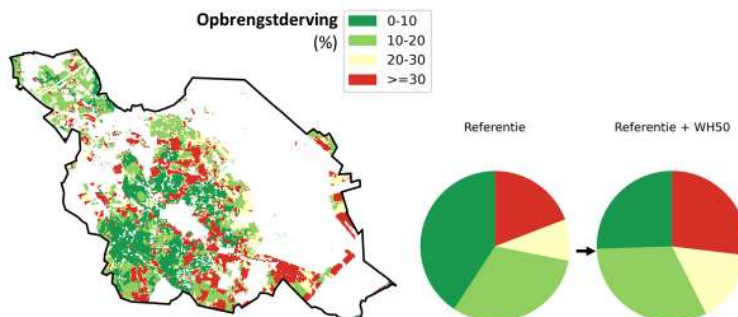 Opbrengstderving
(%)
0-10
10-20
20-30
>=30
Referentie
Referentie + WH50